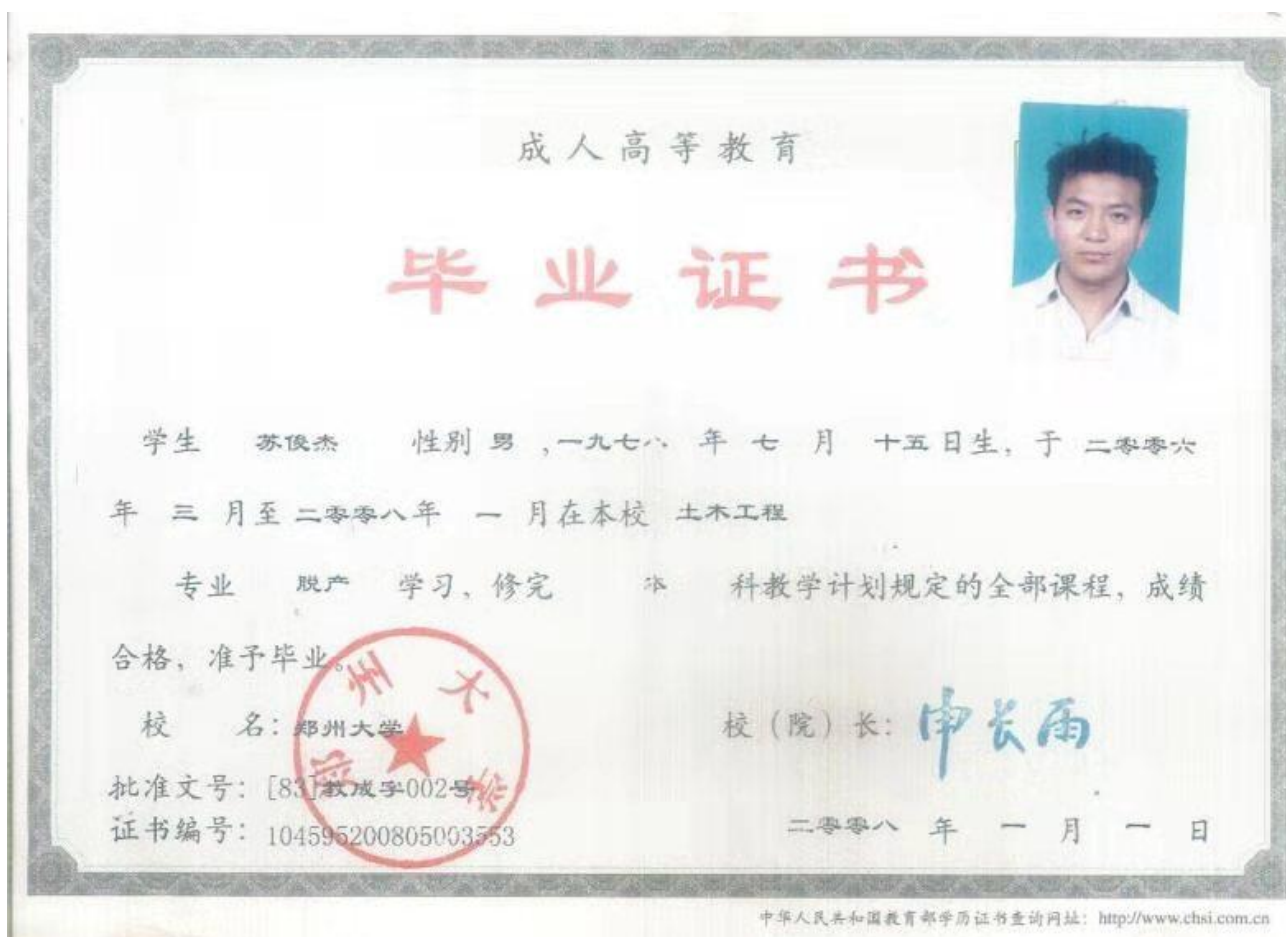 成人高等教育
毕业证书
学生 苏俊杰 性别 男 ,一九七八 年 七 月 十五 日生, 于 二零零六
年 三 月至 二零零八 年 一 月在本校 土木工程
专业 脱产 学习, 修完 本 科教学计划规定的全部课程, 成绩
合格, 准予毕业。
校 名: 郑州大学
校(院)长: 申长雨
批准文号: [83]教成字002号
证书编号: 104595200805003553
二零零八 年 一 月 一 日
郑州大学
中华人民共和国教育部学历证书查询网址: http://www.chsi.com.cn